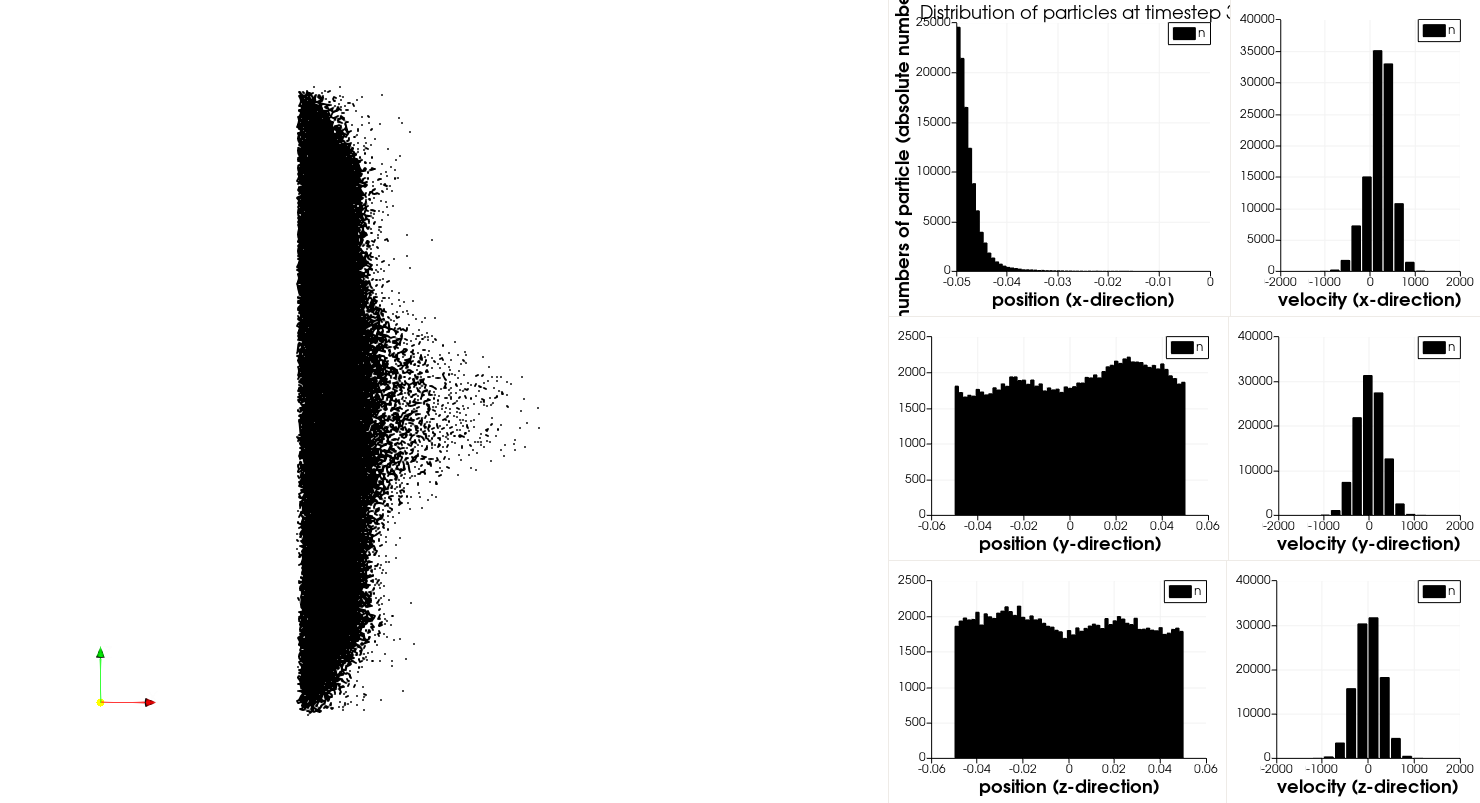 Distribution of particles at timestep
numbers of particle (absolute
25000
20000
15000
10000
5000
0
-0.05 -0.04 -0.03 -0.02 -0.01 0
position (x-direction)
n
40000
35000
30000
25000
20000
15000
10000
5000
0
-2000 -1000 0 1000 2000
velocity (x-direction)
n
2500
2000
1500
1000
500
0
-0.06 -0.04 -0.02 0 0.02 0.04 0.06
position (y-direction)
n
40000
30000
20000
10000
0
-2000 -1000 0 1000 2000
velocity (y-direction)
n
2500
2000
1500
1000
500
0
-0.06 -0.04 -0.02 0 0.02 0.04 0.06
position (z-direction)
n
40000
30000
20000
10000
0
-2000 -1000 0 1000 2000
velocity (z-direction)
n